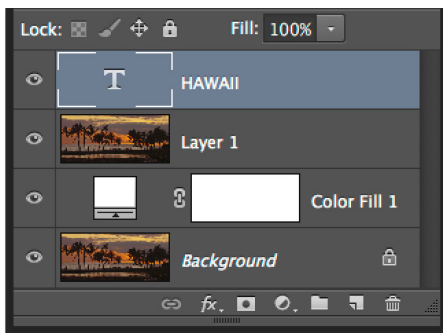 Lock: Fill: 100%
T HAWAII
Layer 1
Color Fill 1
Background
fx.